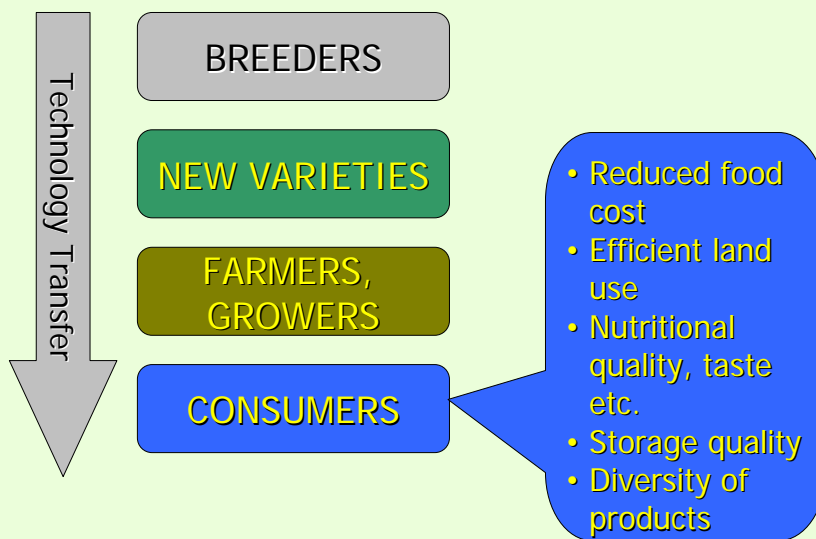 Technology Transfer
BREEDERS
NEW VARIETIES
FARMERS,
GROWERS
CONSUMERS
• Reduced food
cost
• Efficient land
use
• Nutritional
quality, taste
etc.
• Storage quality
• Diversity of
products